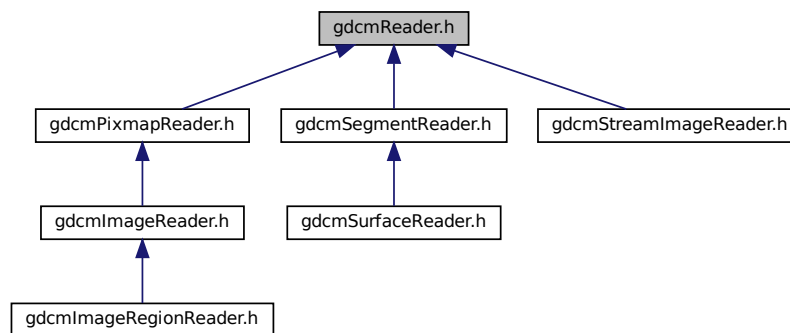 gdcmReader.h
gdcmPixmapReader.h
gdcmSegmentReader.h
gdcmStreamImageReader.h
gdcmImageReader.h
gdcmSurfaceReader.h
gdcmImageRegionReader.h